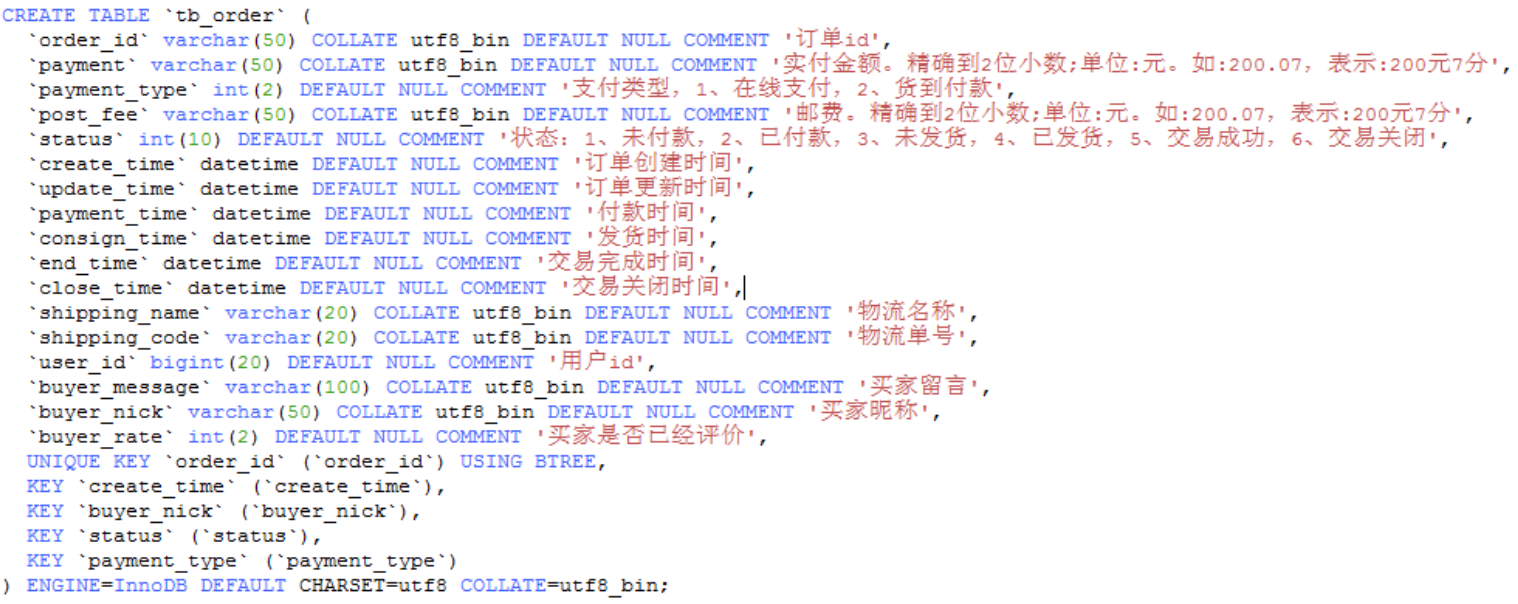 CREATE TABLE `tb_order` (
  `order_id` varchar(50) COLLATE utf8_bin DEFAULT NULL COMMENT '订单id',
  `payment` varchar(50) COLLATE utf8_bin DEFAULT NULL COMMENT '实付金额。精确到2位小数;单位:元。如:200.07，表示:200元7分',
  `payment_type` int(2) DEFAULT NULL COMMENT '支付类型，1、在线支付，2、货到付款',
  `post_fee` varchar(50) COLLATE utf8_bin DEFAULT NULL COMMENT '邮费。精确到2位小数;单位:元。如:200.07，表示:200元7分',
  `status` int(10) DEFAULT NULL COMMENT '状态：1、未付款，2、已付款，3、未发货，4、已发货，5、交易成功，6、交易关闭',
  `create_time` datetime DEFAULT NULL COMMENT '订单创建时间',
  `update_time` datetime DEFAULT NULL COMMENT '订单更新时间',
  `payment_time` datetime DEFAULT NULL COMMENT '付款时间',
  `consign_time` datetime DEFAULT NULL COMMENT '发货时间',
  `end_time` datetime DEFAULT NULL COMMENT '交易完成时间',
  `close_time` datetime DEFAULT NULL COMMENT '交易关闭时间',
  `shipping_name` varchar(20) COLLATE utf8_bin DEFAULT NULL COMMENT '物流名称',
  `shipping_code` varchar(20) COLLATE utf8_bin DEFAULT NULL COMMENT '物流单号',
  `user_id` bigint(20) DEFAULT NULL COMMENT '用户id',
  `buyer_message` varchar(100) COLLATE utf8_bin DEFAULT NULL COMMENT '买家留言',
  `buyer_nick` varchar(50) COLLATE utf8_bin DEFAULT NULL COMMENT '买家昵称',
  `buyer_rate` int(2) DEFAULT NULL COMMENT '买家是否已经评价',
  UNIQUE KEY `order_id` (`order_id`) USING BTREE,
  KEY `create_time` (`create_time`),
  KEY `buyer_nick` (`buyer_nick`),
  KEY `status` (`status`),
  KEY `payment_type` (`payment_type`)
) ENGINE=InnoDB DEFAULT CHARSET=utf8 COLLATE=utf8_bin;